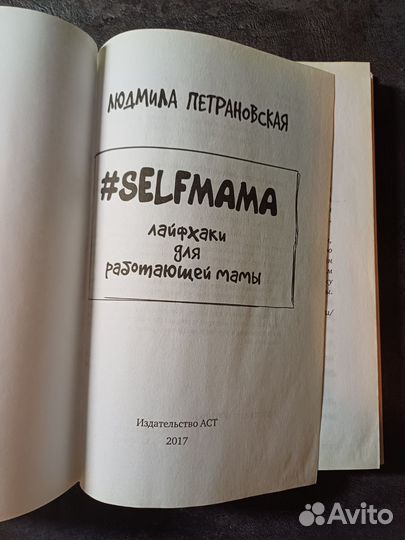 ЛЮДМИЛА ПЕТРАНОВСКАЯ
#SELFMAMA
лайфхаки
для
работающей мамы
Издательство АСТ
2017
Avito